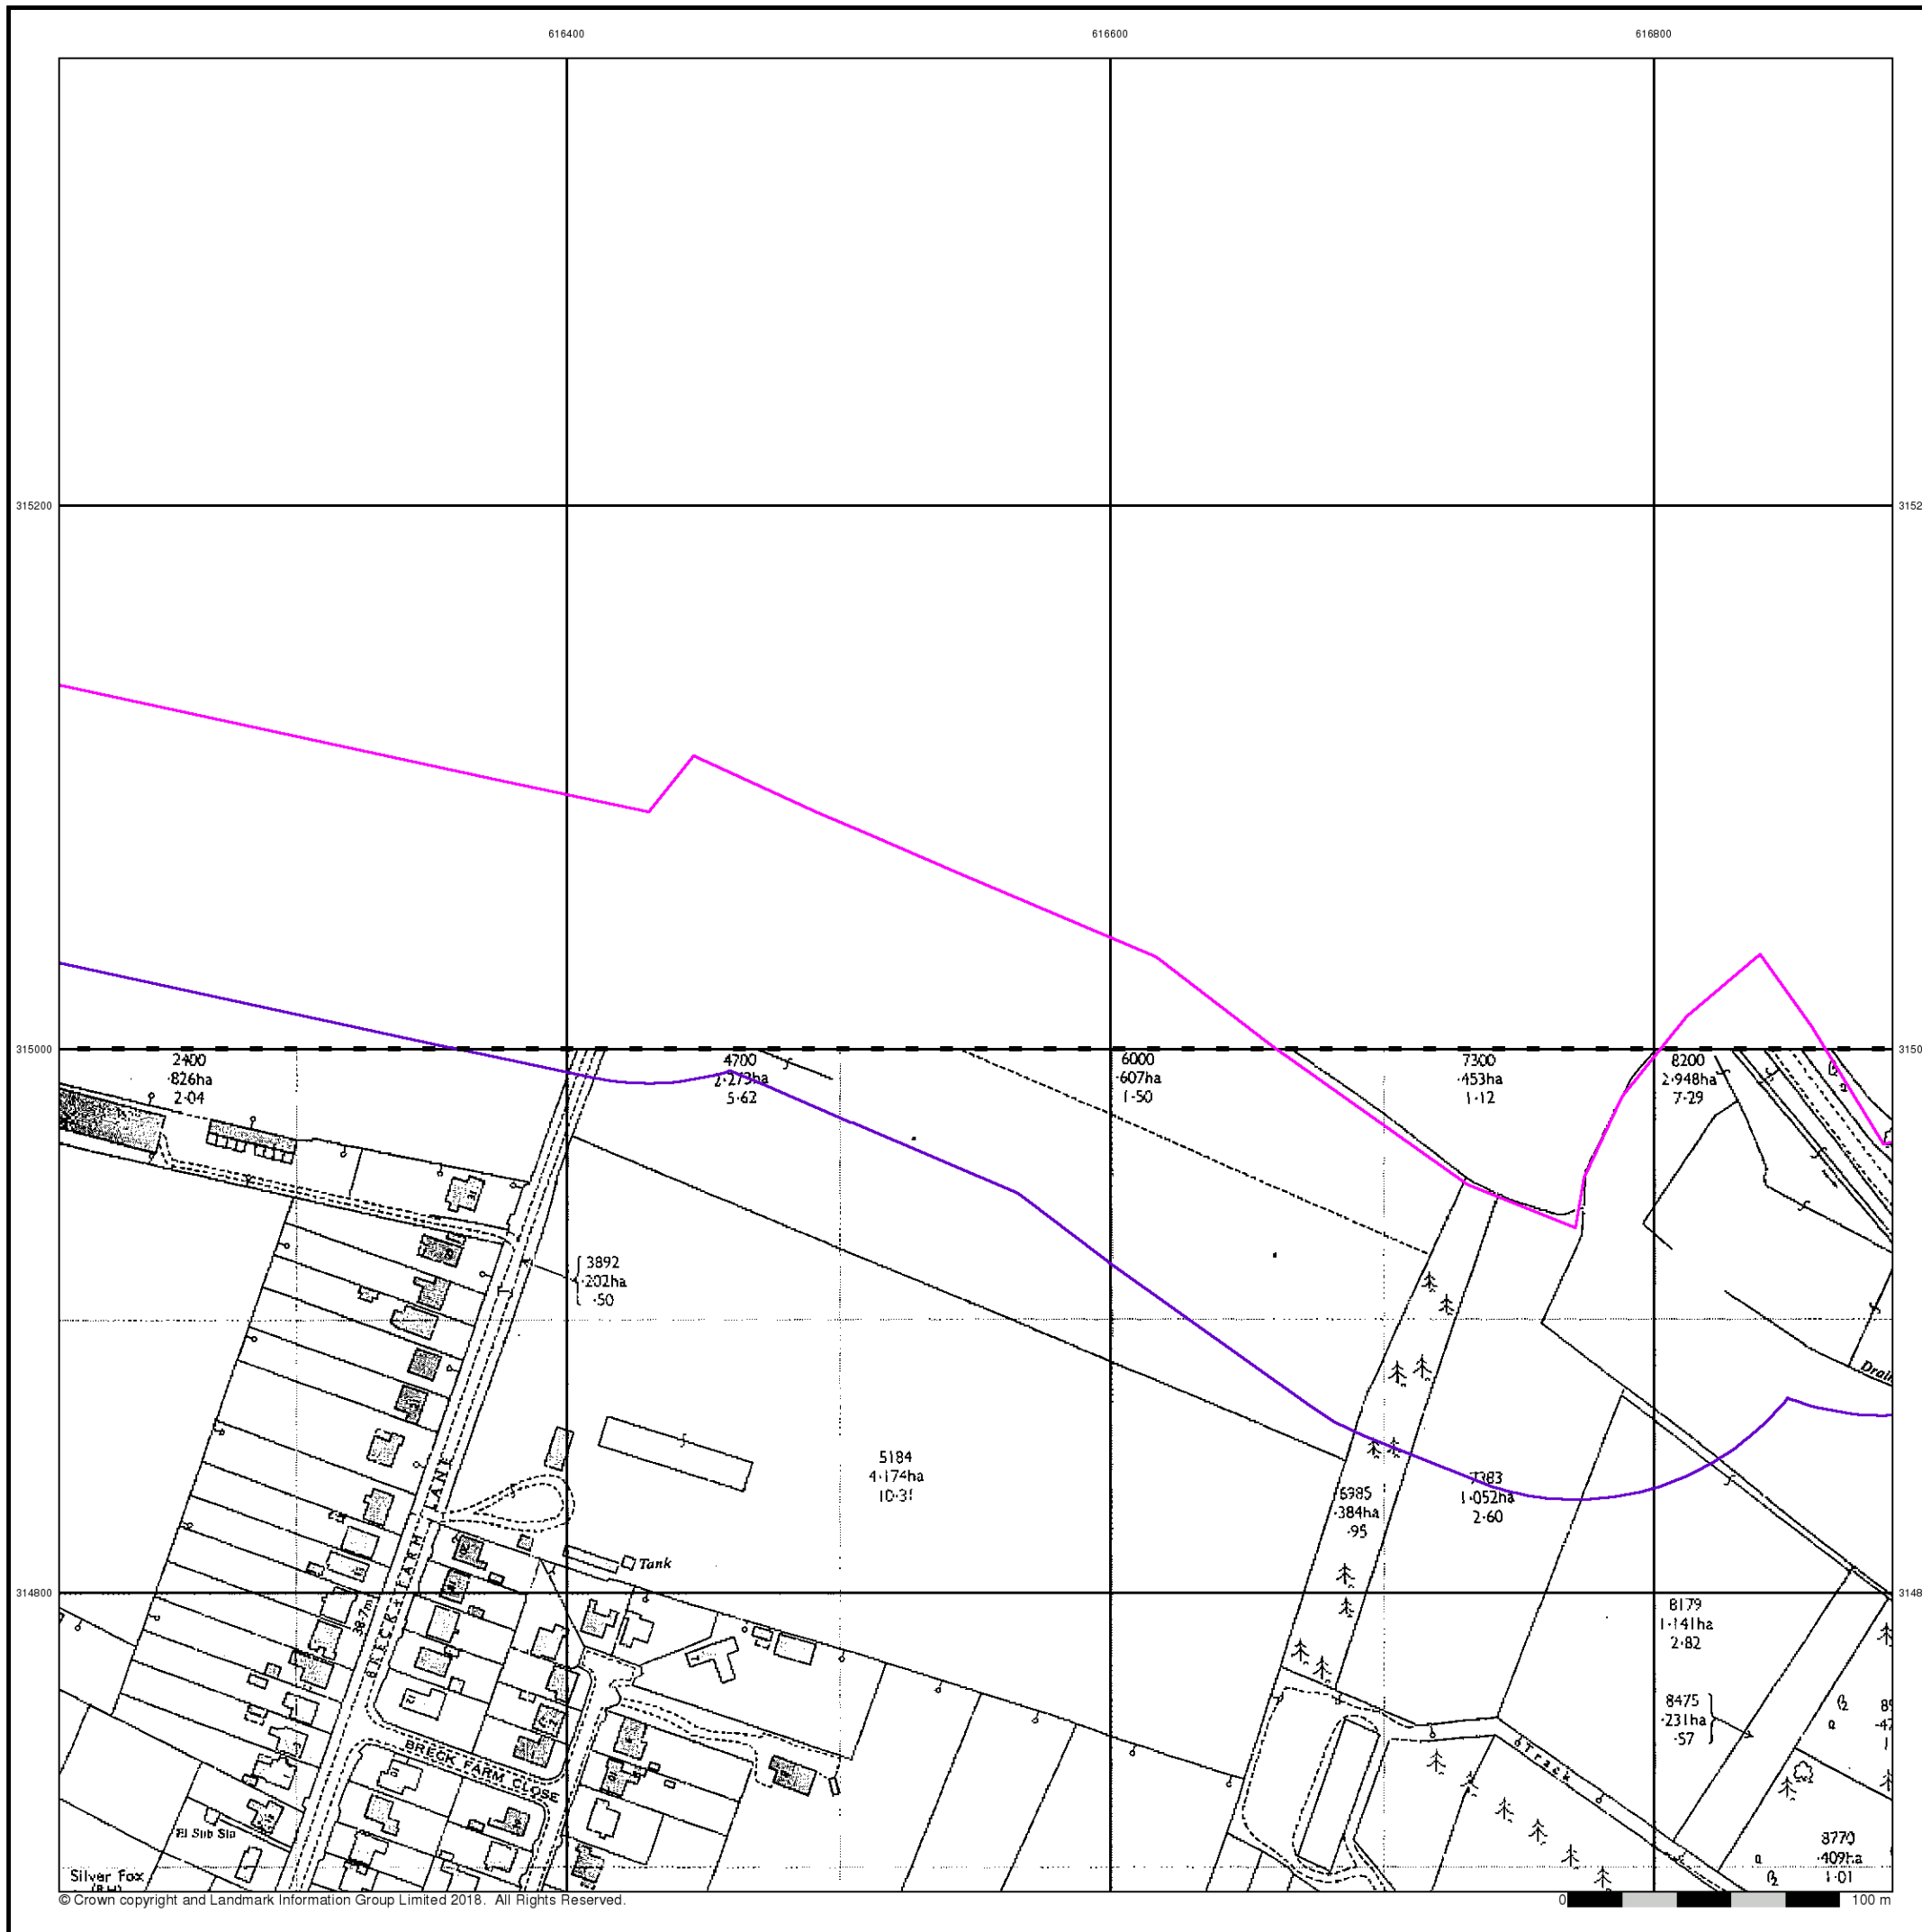 616400
616600
616800
315200
3152
315000
3150
2400
·826ha
2·04
4700
2·273ha
5·62
6000
·607ha
1·50
7300
·453ha
1·12
8200
2·948ha
7·29
3892
·202ha
·50
Drain
5184
4·174ha
10·31
6985
·384ha
·95
7383
1·052ha
2·60
BRECK FARM LANE
Tank
38·7m
314800
3148
8179
1·141ha
2·82
8475
·231ha
·57
BRECK FARM CLOSE
Track
El Sub Sta
8770
·409ha
1·01
Silver Fox
(P.H.)
© Crown copyright and Landmark Information Group Limited 2018. All Rights Reserved.
0
100 m